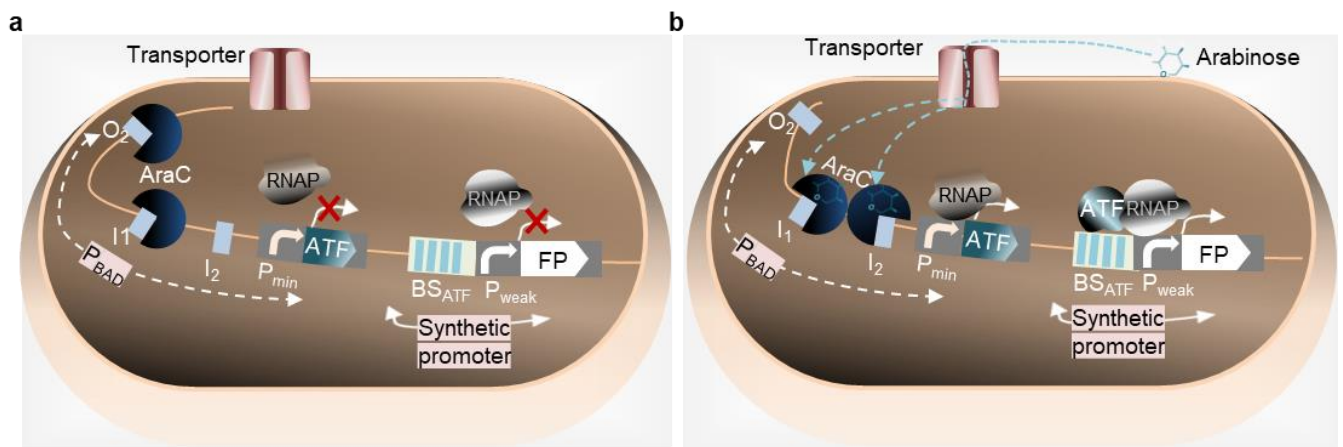 a
Transporter
O2
AraC
RNAP
RNAP
I1
I2
ATF
FP
PBAD
Pmin
BSATF
Pweak
Synthetic
promoter
b
Transporter
Arabinose
O2
AraC
RNAP
ATF
RNAP
I1
I2
ATF
FP
PBAD
Pmin
BSATF
Pweak
Synthetic
promoter